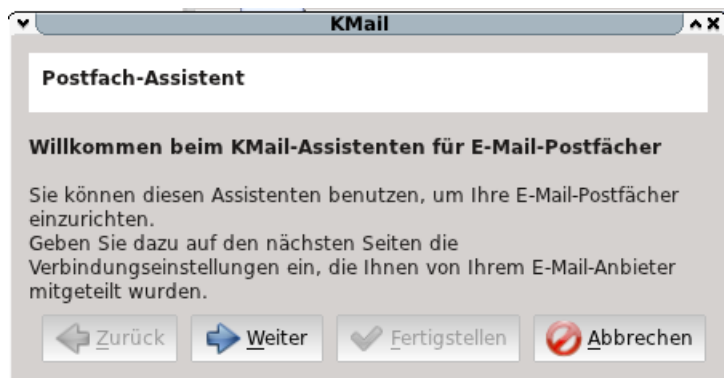 KMail
Postfach-Assistent
Willkommen beim KMail-Assistenten für E-Mail-Postfächer
Sie können diesen Assistenten benutzen, um Ihre E-Mail-Postfächer
einzurichten.
Geben Sie dazu auf den nächsten Seiten die
Verbindungseinstellungen ein, die Ihnen von Ihrem E-Mail-Anbieter
mitgeteilt wurden.
Zurück Weiter Fertigstellen Abbrechen